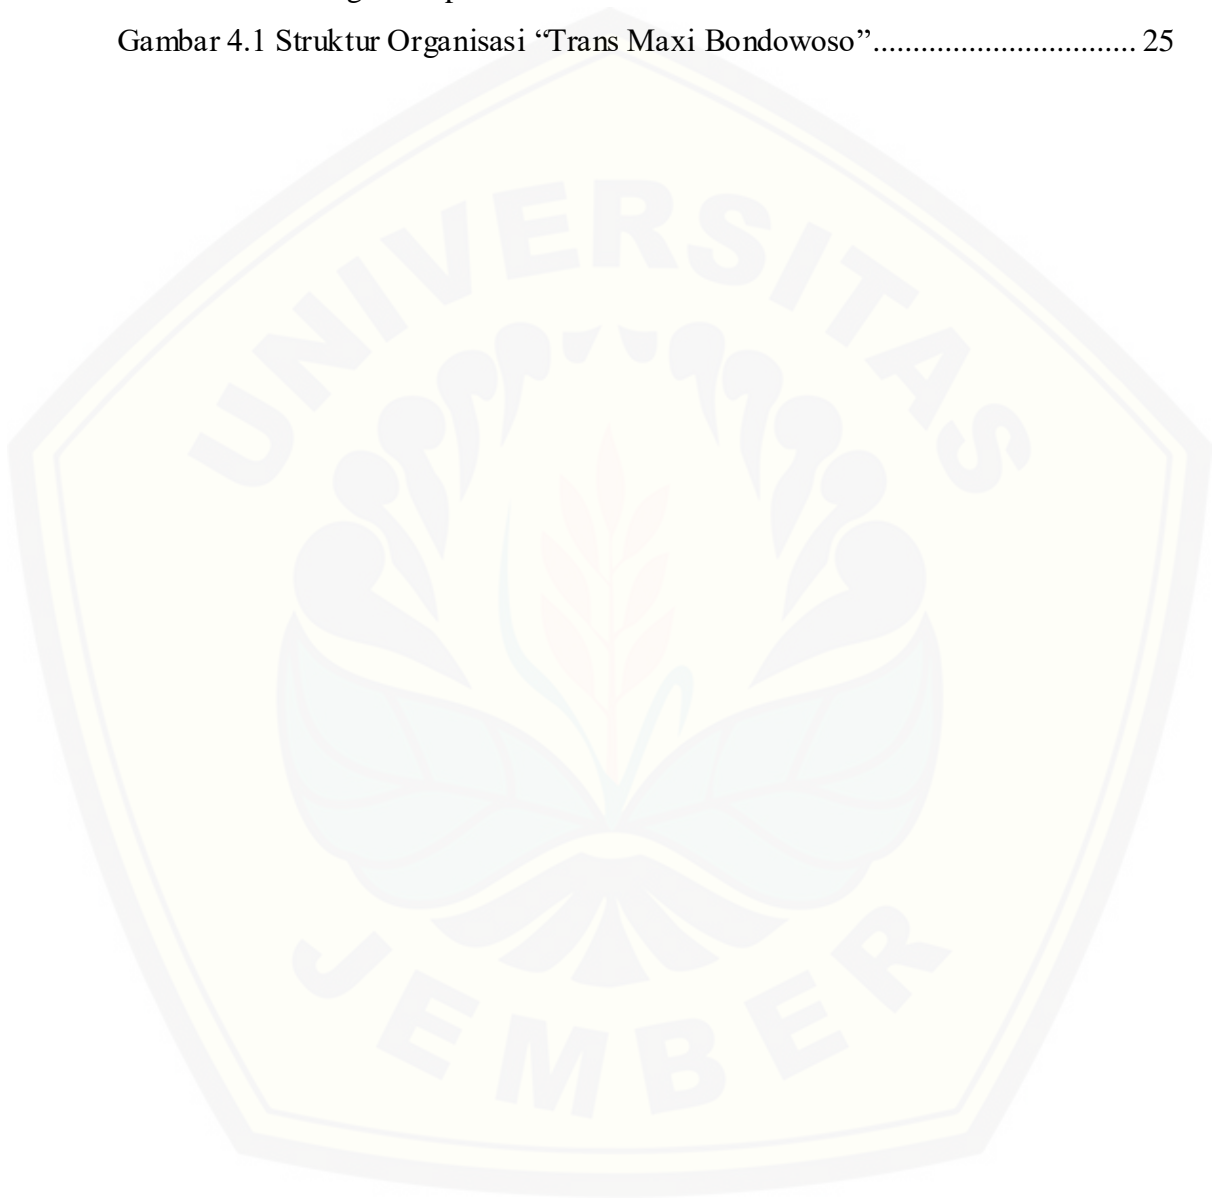 Gambar 4.1 Struktur Organisasi “Trans Maxi Bondowoso”................................. 25
UNIVERSITAS
JEMBER